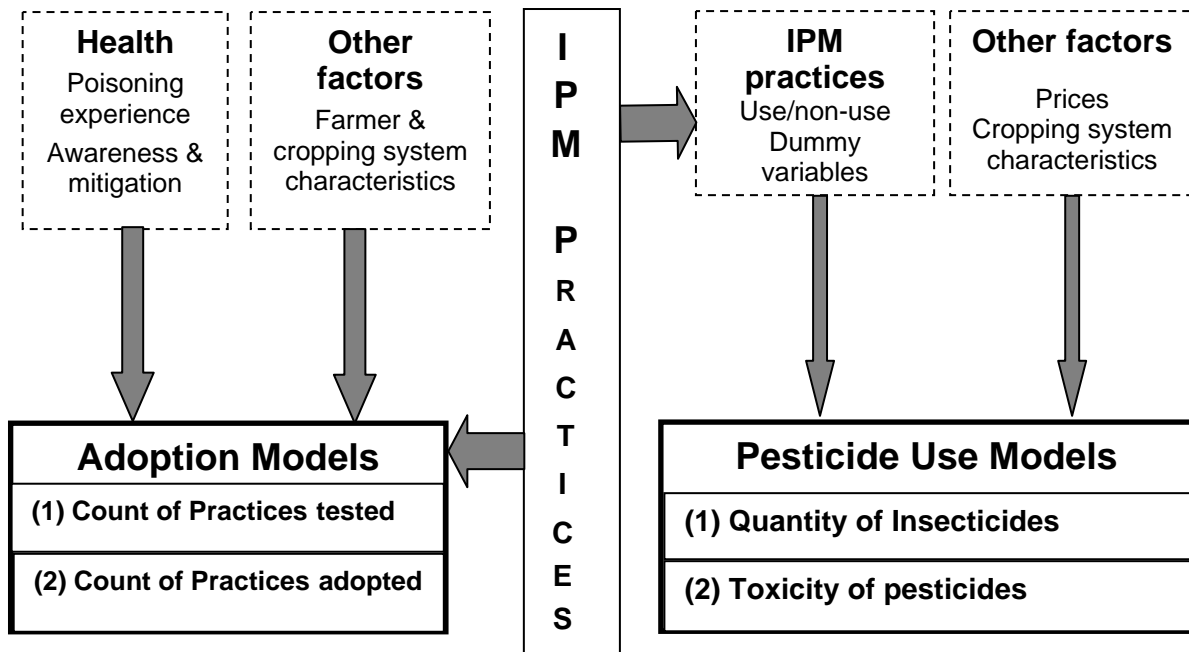 Health
Poisoning
experience
Awareness &
mitigation
Other
factors
Farmer &
cropping system
characteristics
Adoption Models
(1) Count of Practices tested
(2) Count of Practices adopted
I
P
M
P
R
A
C
T
I
C
E
S
IPM
practices
Use/non-use
Dummy
variables
Other factors
Prices
Cropping system
characteristics
Pesticide Use Models
(1) Quantity of Insecticides
(2) Toxicity of pesticides